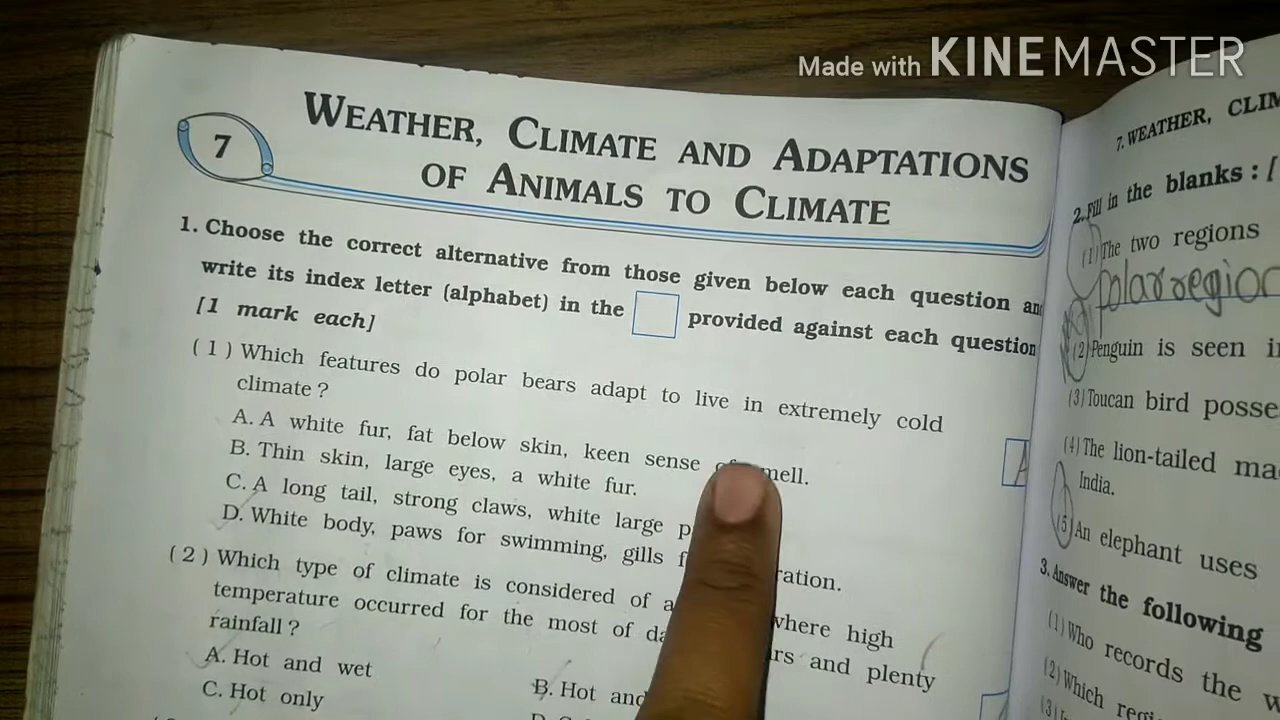 Made with KINEMASTER
7
WEATHER, CLIMATE AND ADAPTATIONS
OF ANIMALS TO CLIMATE
1. Choose the correct alternative from those given below each question
write its index letter (alphabet) in the provided against each question
[1 mark each]
(1) Which features do polar bears adapt to live in extremely cold
climate?
A. A white fur, fat below skin, keen sense
B. Thin skin, large eyes, a white fur.
C. A long tail, strong claws, white large
D. White body, paws for swimming, gills
A
(2) Which type of climate is considered of a where high
temperature occurred for the most of and plenty
rainfall?
A. Hot and wet
B. Hot
C. Hot only
7. WEATHER,
2. Fill in the blanks : [
(1) The two regions
polar region
(2) Penguin is seen
(3) Toucan bird
(4) The lion-tailed
India.
(5) An elephant uses
3. Answer the following
(1) Who records the
(2) Which
(3)